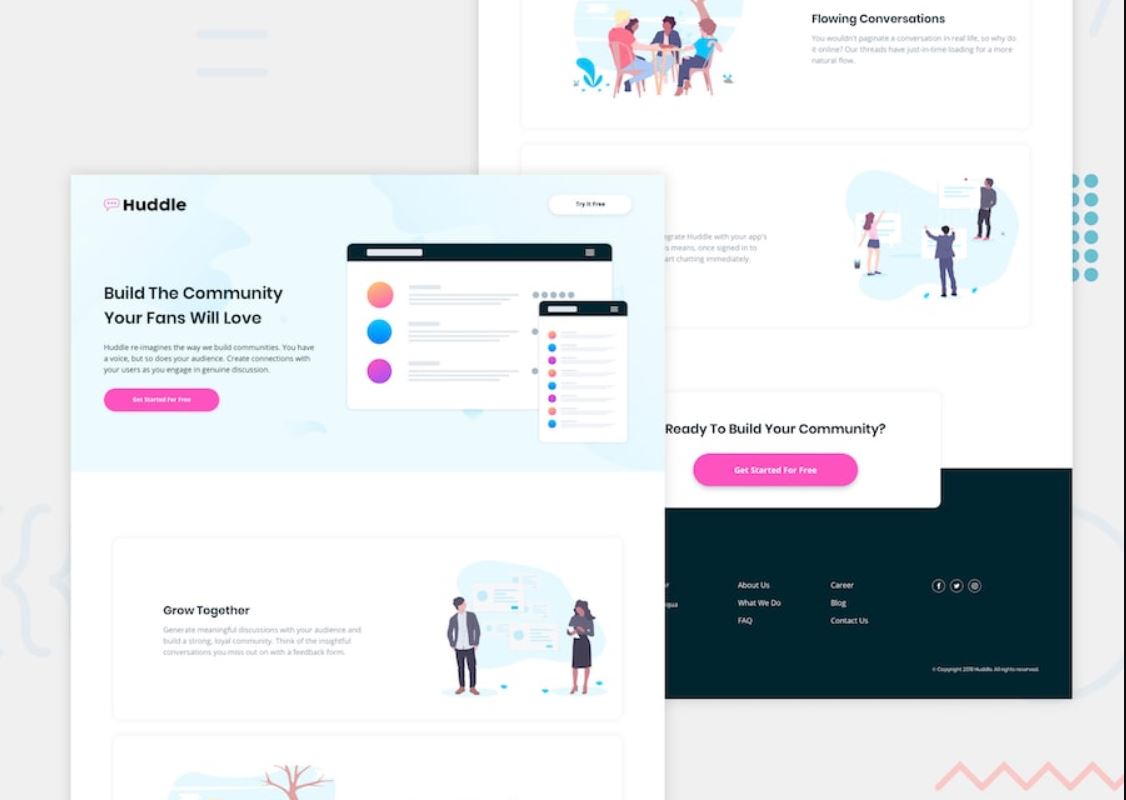 Huddle
Try It Free
Build The Community
Your Fans Will Love
Huddle re-imagines the way we build communities. You have
a voice, but so does your audience. Create connections with
your users as you engage in genuine discussion.
Get Started For Free
Grow Together
Generate meaningful discussions with your audience and
build a strong, loyal community. Think of the insightful
conversations you miss out on with a feedback form.
Flowing Conversations
You wouldn't paginate a conversation in real life, so why do
it online? Our threads have just-in-time loading for a more
natural flow.
Huddle with your app's
means, once signed in to
chatting immediately.
Ready To Build Your Community?
Get Started For Free
About Us
What We Do
FAQ
Career
Blog
Contact Us
© Copyright 2018 Huddle. All rights reserved.